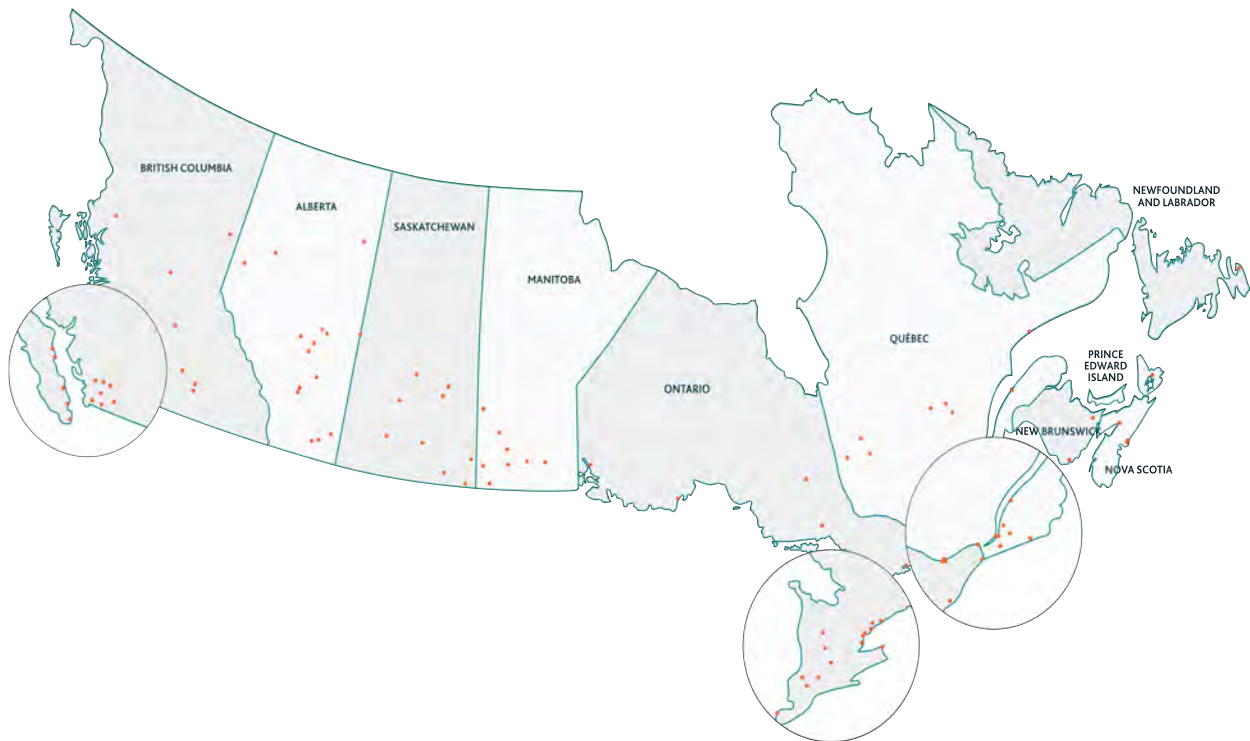 BRITISH COLUMBIA
ALBERTA
SASKATCHEWAN
MANITOBA
ONTARIO
QUÉBEC
NEWFOUNDLAND
AND LABRADOR
PRINCE
EDWARD
ISLAND
NEW BRUNSWICK
NOVA SCOTIA